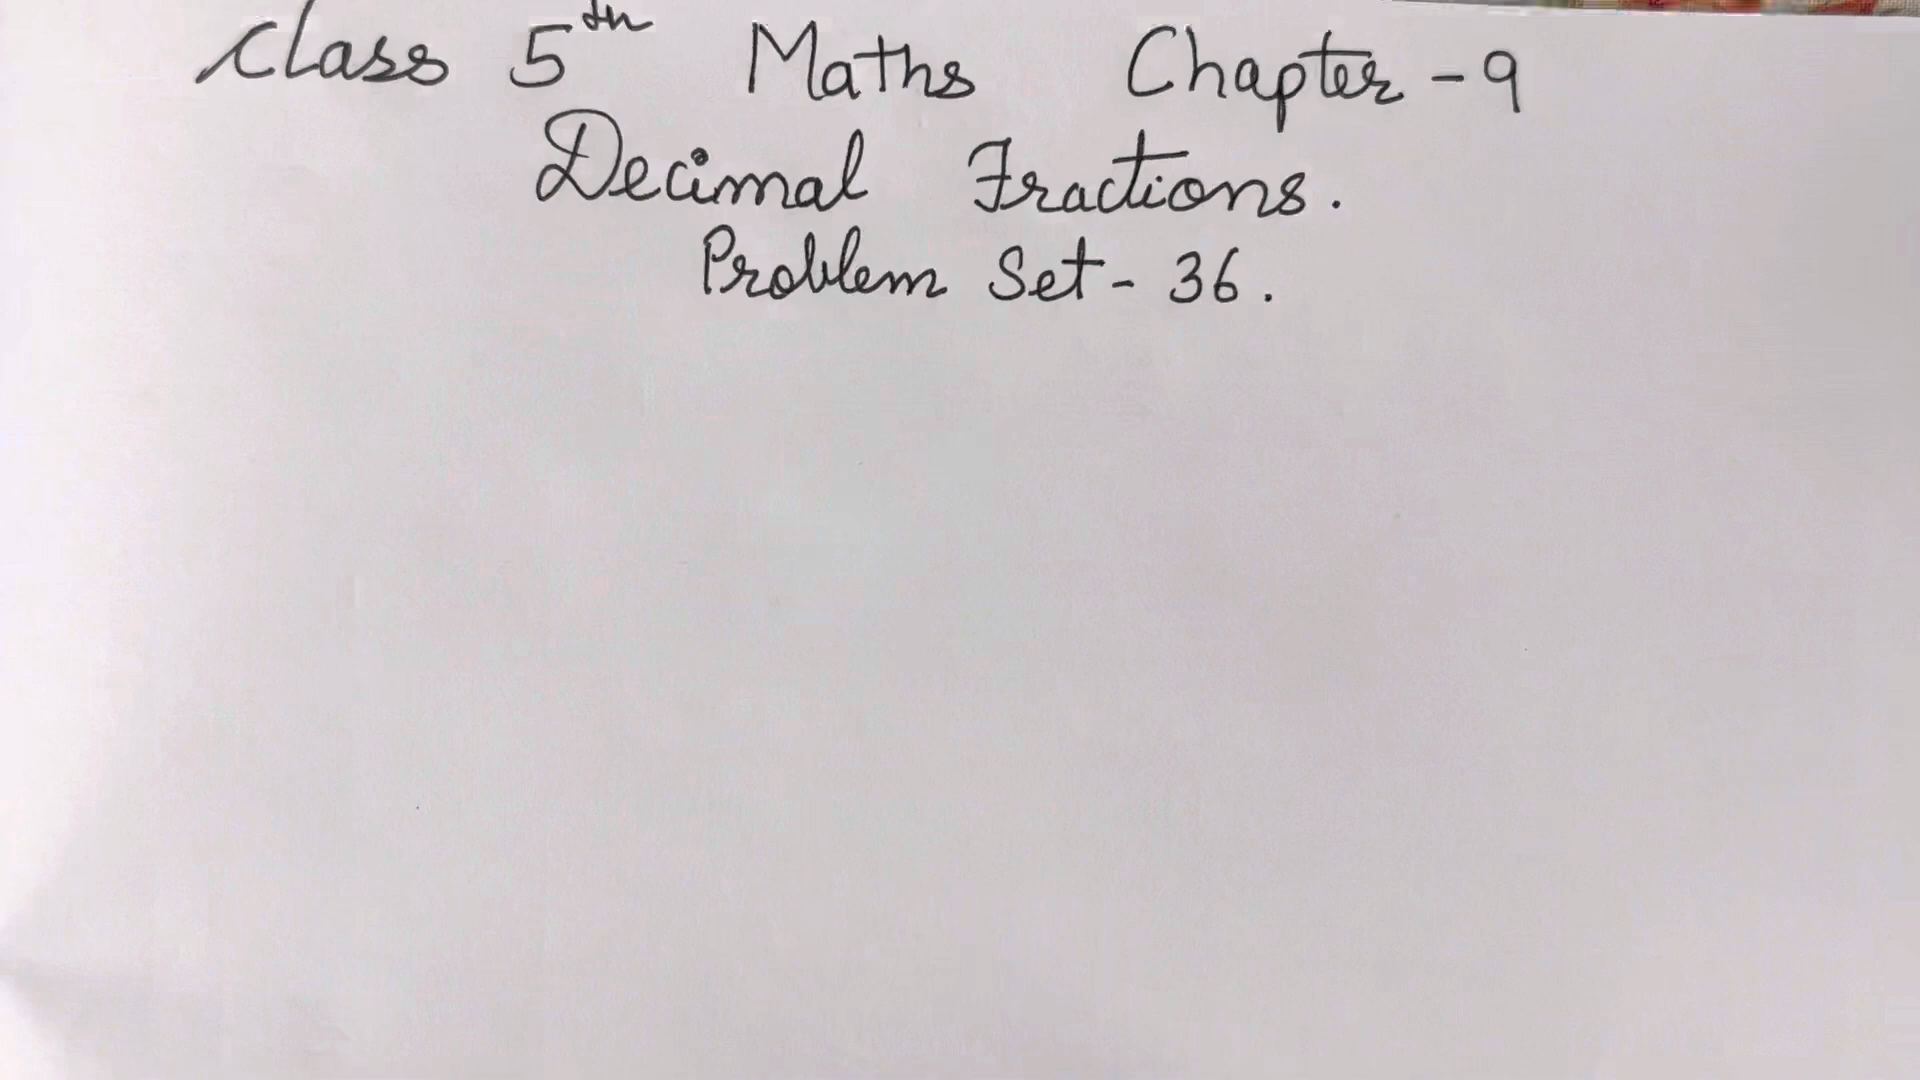 Class 5th Maths Chapter - 9
Decimal Fractions.
Problem Set - 36.